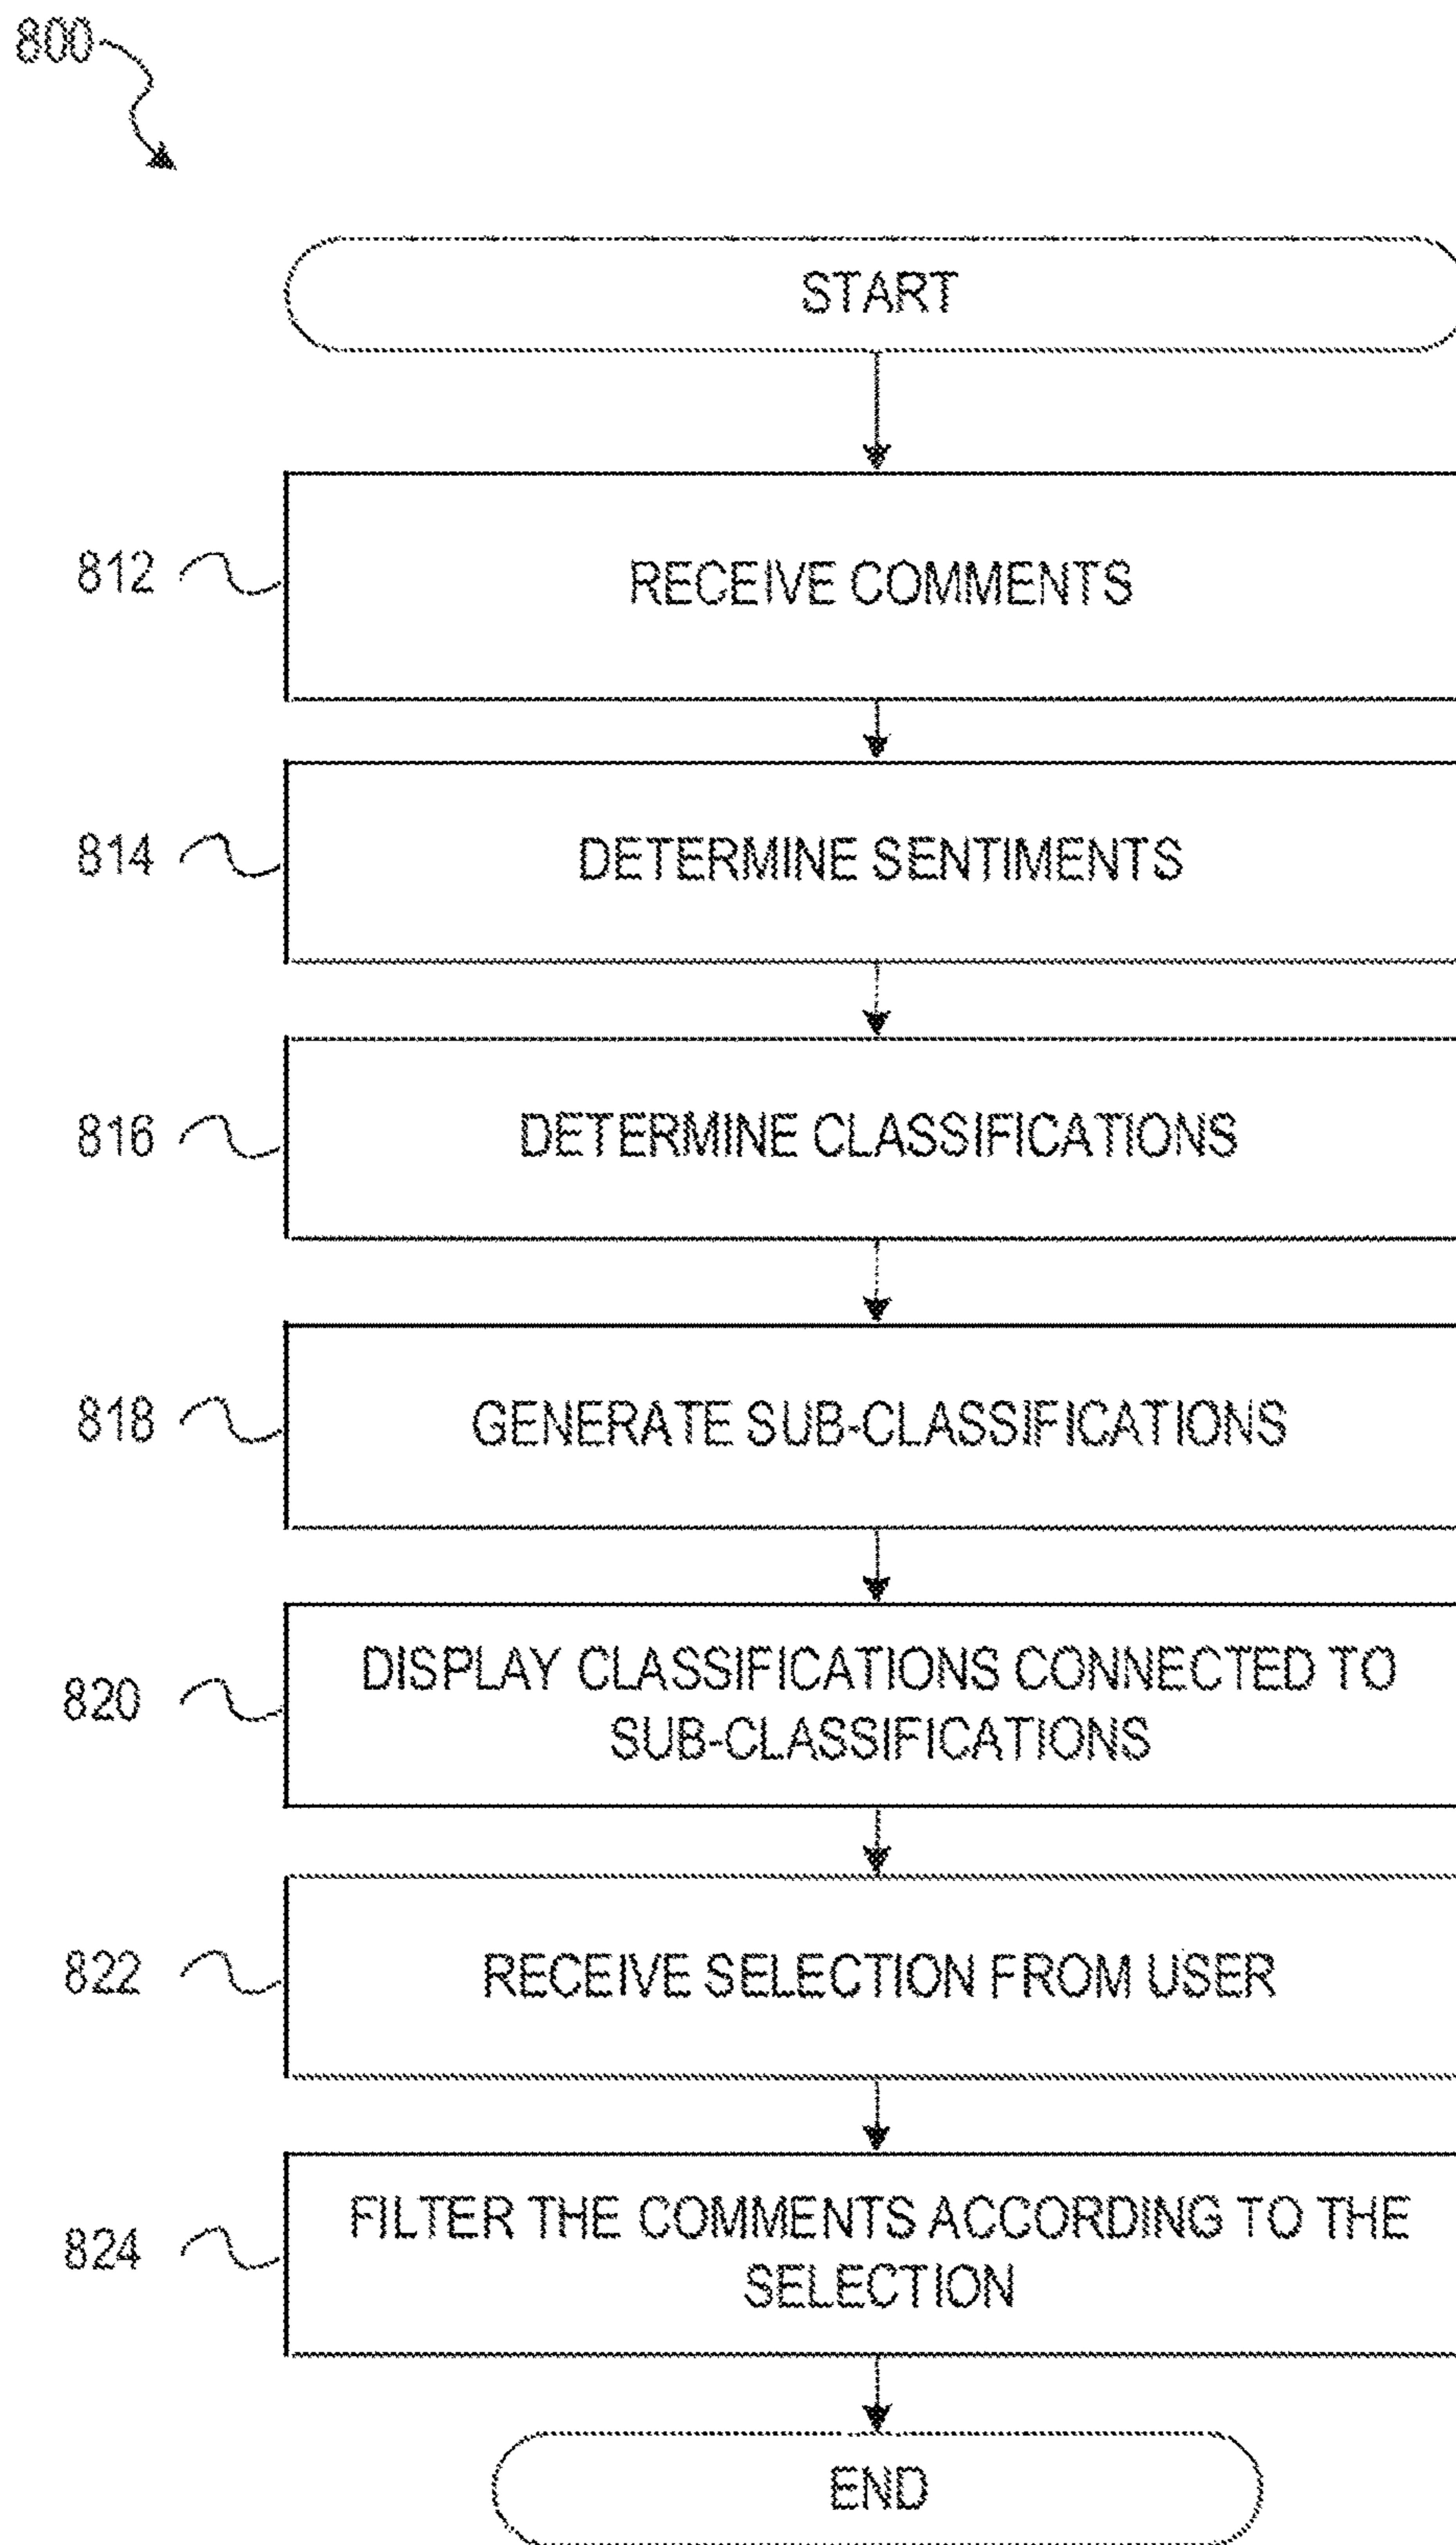 800
START
812
RECEIVE COMMENTS
814
DETERMINE SENTIMENTS
816
DETERMINE CLASSIFICATIONS
818
GENERATE SUB-CLASSIFICATIONS
820
DISPLAY CLASSIFICATIONS CONNECTED TO
SUB-CLASSIFICATIONS
822
RECEIVE SELECTION FROM USER
824
FILTER THE COMMENTS ACCORDING TO THE
SELECTION
END